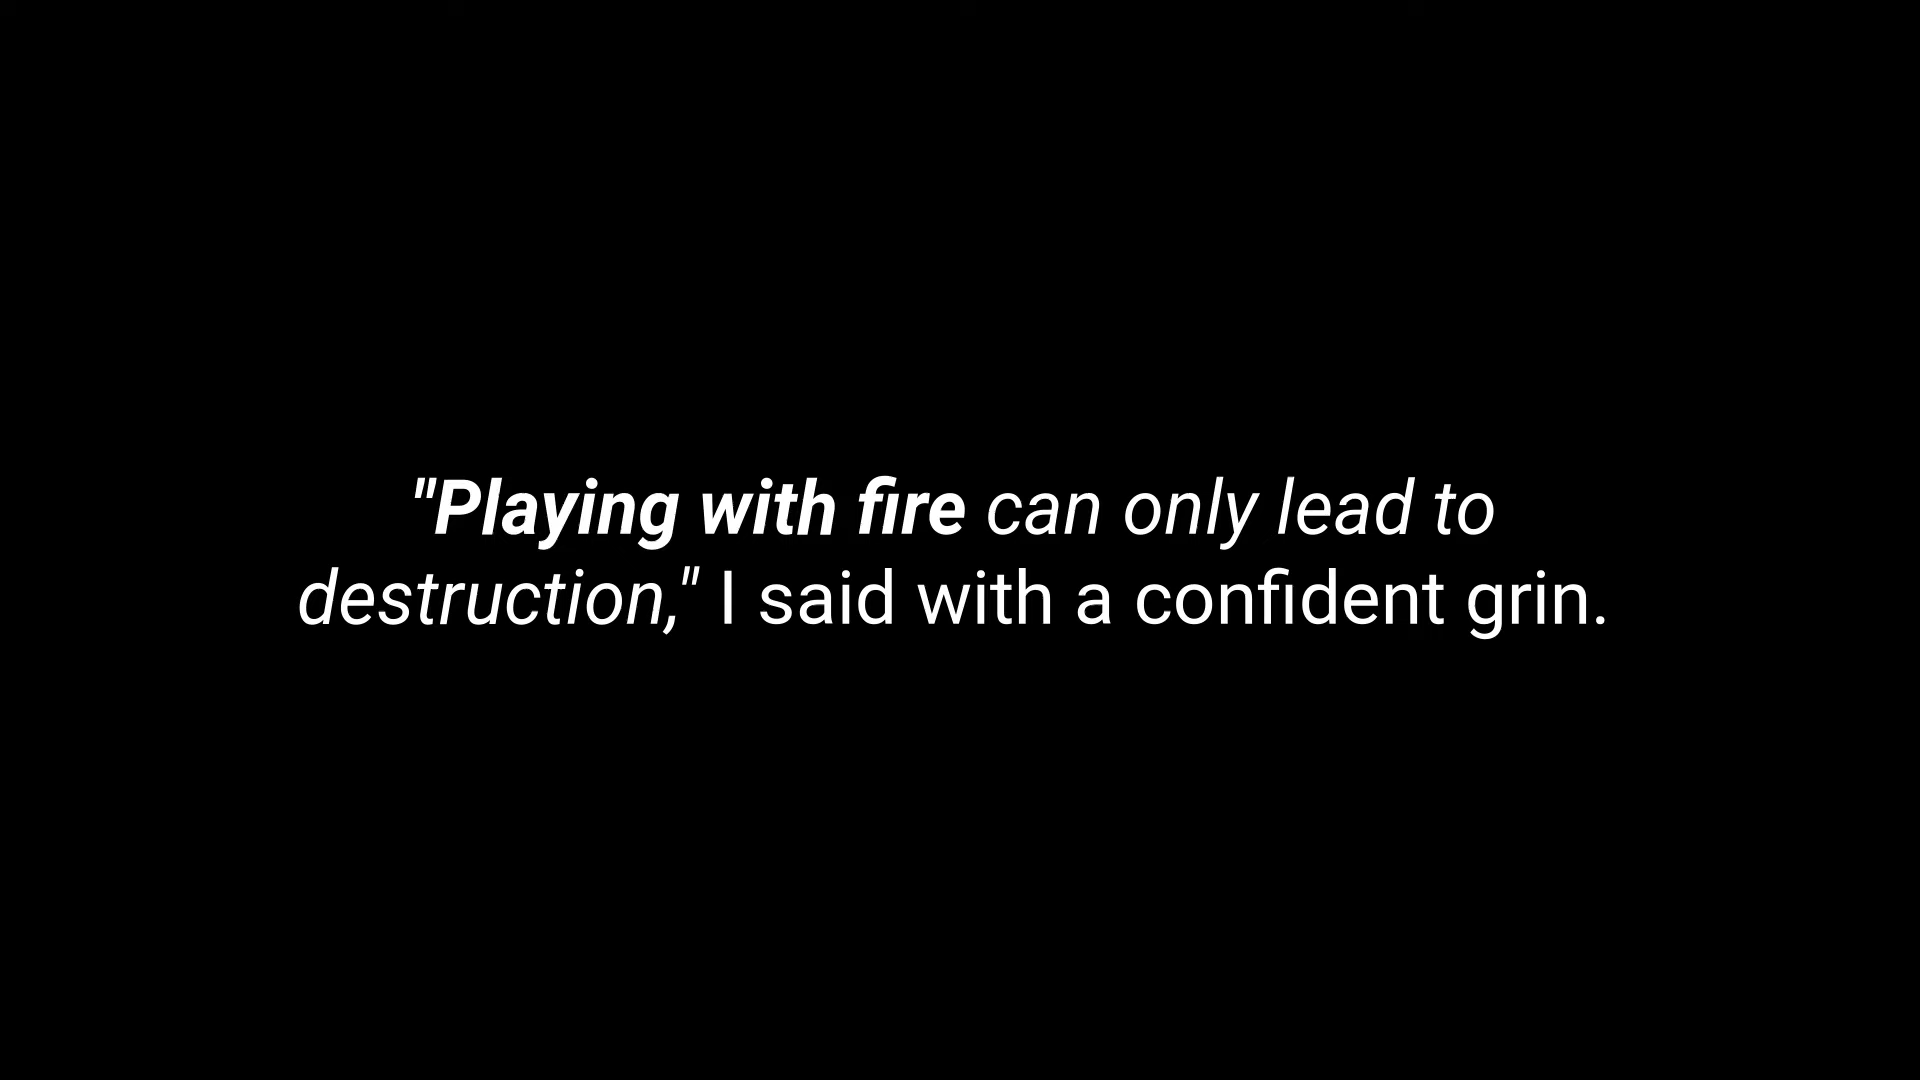 "Playing with fire can only lead to
destruction," I said with a confident grin.